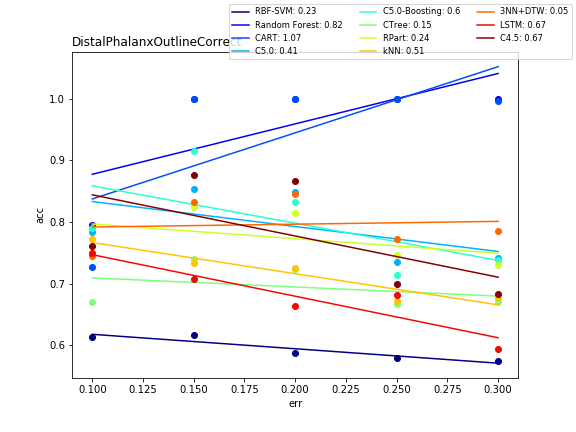 RBF-SVM: 0.23
Random Forest: 0.82
CART: 1.07
C5.0: 0.41
C5.0-Boosting: 0.6
CTree: 0.15
RPart: 0.24
kNN: 0.51
3NN+DTW: 0.05
LSTM: 0.67
C4.5: 0.67
DistalPhalanxOutlineCorrect
acc
1.0
0.9
0.8
0.7
0.6
0.100 0.125 0.150 0.175 0.200 0.225 0.250 0.275 0.300
err